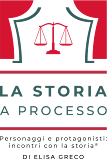 LA STORIA
A PROCESSO
Personaggi e protagonisti:
incontri con la storia®
DI ELISA GRECO